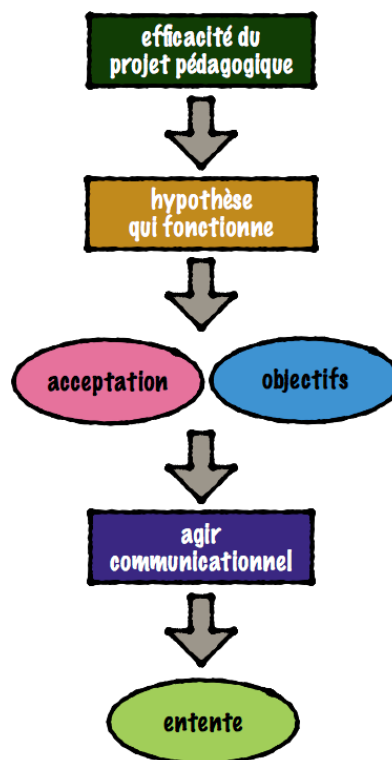 efficacité du
projet pédagogique
hypothèse
qui fonctionne
acceptation
objectifs
agir
communicationnel
entente